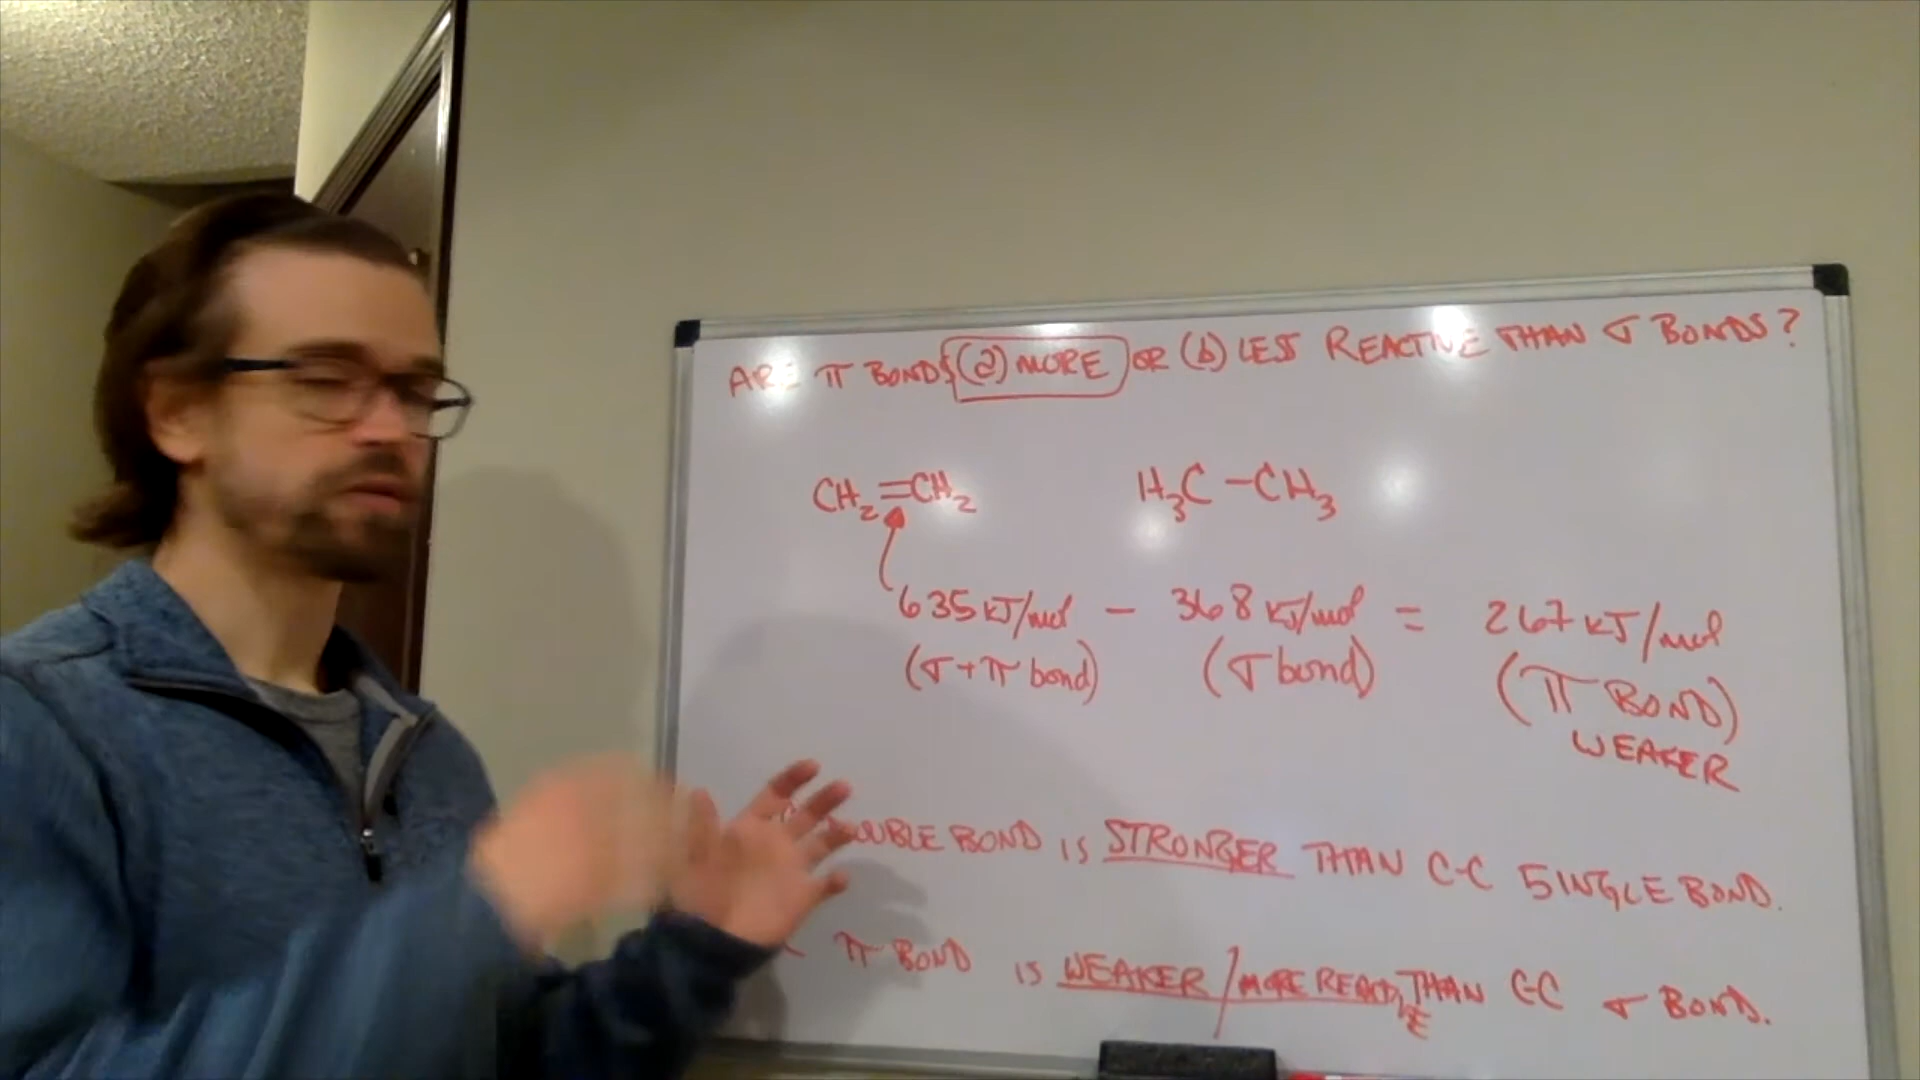 ARE π BONDS (a) MORE OR (b) LESS REACTIVE THAN σ BONDS?
CH₂=CH₂ H₃C-CH₃
635 kJ/mol - 368 kJ/mol = 267 kJ/mol
(σ+π bond) (σ bond) (π BOND)
WEAKER
BOND IS STRONGER THAN C-C SINGLE BOND.
π BOND IS WEAKER/MORE REACTIVE THAN C-C σ BOND.